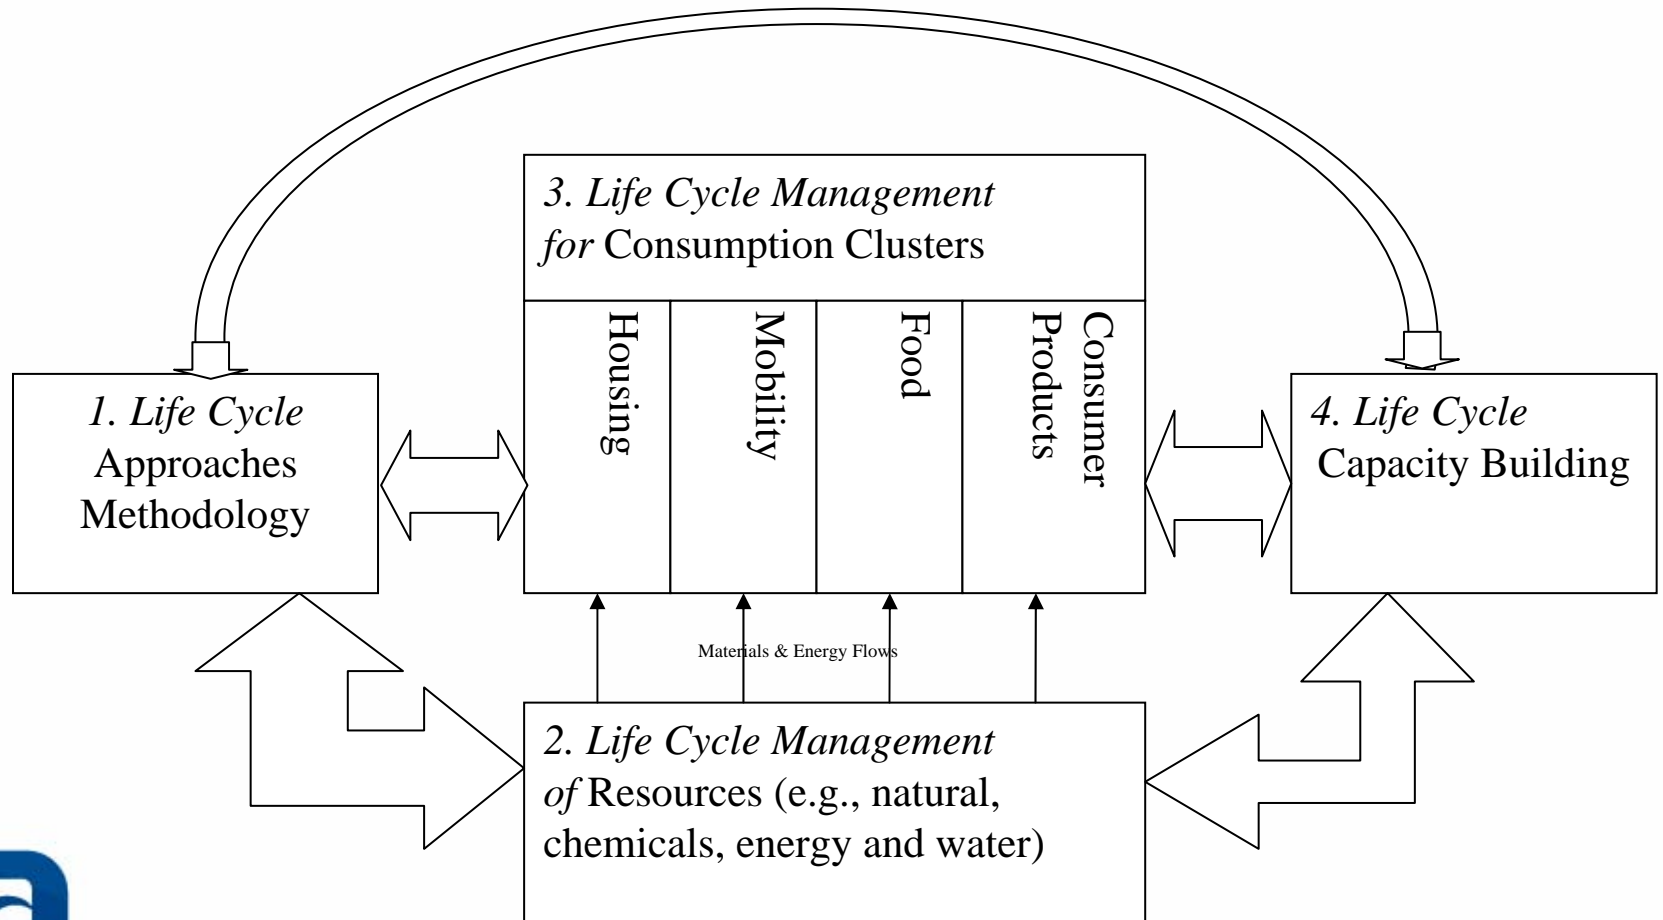 3. Life Cycle Management
for Consumption Clusters
Housing
Mobility
Food
Consumer
Products
1. Life Cycle
Approaches
Methodology
4. Life Cycle
Capacity Building
Materials & Energy Flows
2. Life Cycle Management
of Resources (e.g., natural,
chemicals, energy and water)